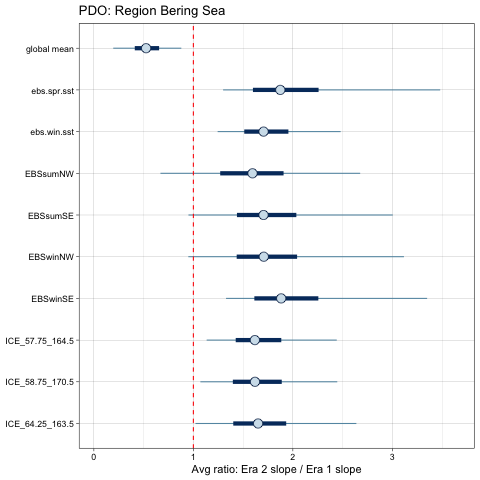 PDO: Region Bering Sea
global mean
ebs.spr.sst
ebs.win.sst
EBSsumNW
EBSsumSE
EBSwinNW
EBSwinSE
ICE_57.75_164.5
ICE_58.75_170.5
ICE_64.25_163.5
0 1 2 3
Avg ratio: Era 2 slope / Era 1 slope